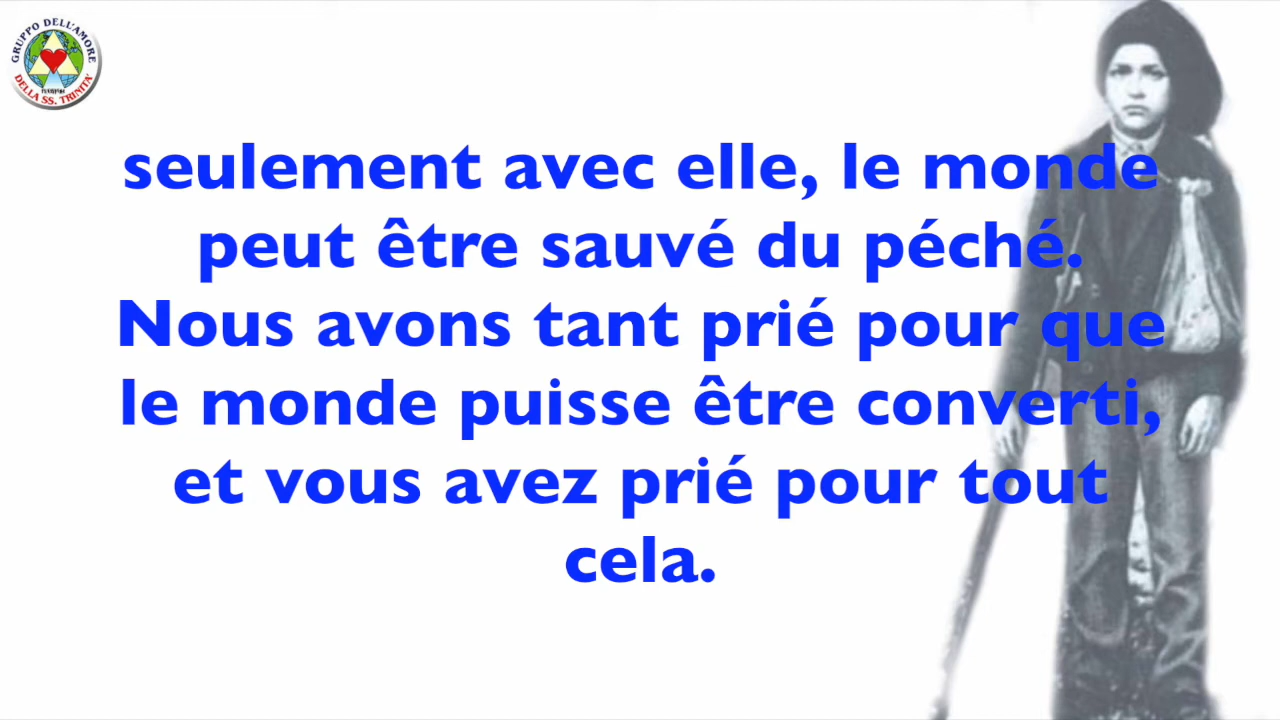 GRUPPO DELL'AMORE
DELLA SS. TRINITA'
seulement avec elle, le monde
peut être sauvé du péché.
Nous avons tant prié pour que
le monde puisse être converti,
et vous avez prié pour tout
cela.